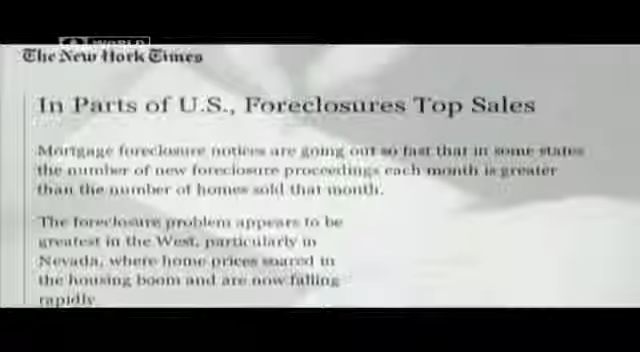 WORLD
The New York Times
In Parts of U.S., Foreclosures Top Sales
Mortgage foreclosure notices are going out so fast that in some states
the number of new foreclosure proceedings each month is greater
than the number of homes sold that month.
The foreclosure problem appears to be
greatest in the West, particularly in
Nevada, where home prices soared in
the housing boom and are now falling
rapidly